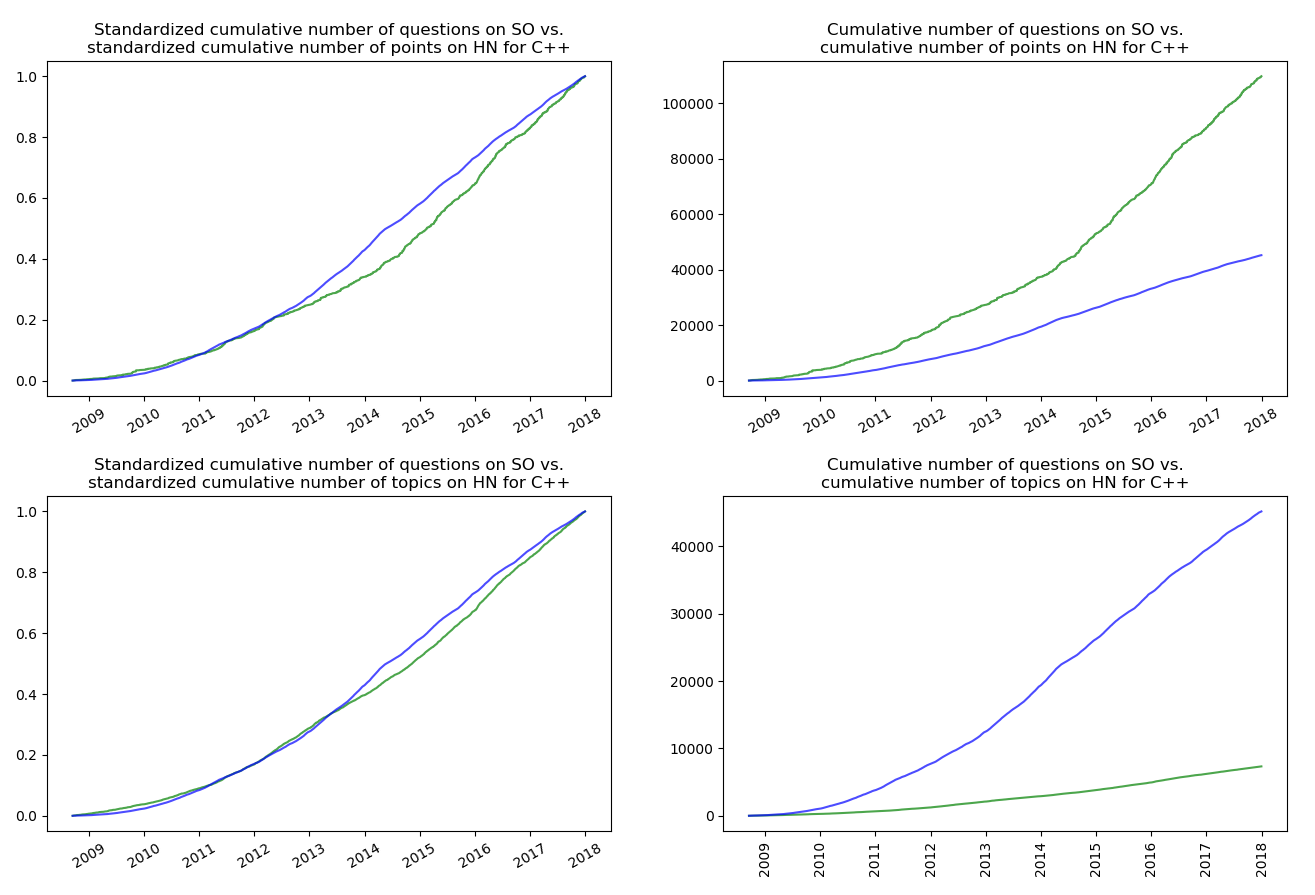 Standardized cumulative number of questions on SO vs.
standardized cumulative number of points on HN for C++
1.0
0.8
0.6
0.4
0.2
0.0
2009 2010 2011 2012 2013 2014 2015 2016 2017 2018
Cumulative number of questions on SO vs.
cumulative number of points on HN for C++
100000
80000
60000
40000
20000
0
2009 2010 2011 2012 2013 2014 2015 2016 2017 2018
Standardized cumulative number of questions on SO vs.
standardized cumulative number of topics on HN for C++
1.0
0.8
0.6
0.4
0.2
0.0
2009 2010 2011 2012 2013 2014 2015 2016 2017 2018
Cumulative number of questions on SO vs.
cumulative number of topics on HN for C++
40000
30000
20000
10000
0
2009 2010 2011 2012 2013 2014 2015 2016 2017 2018